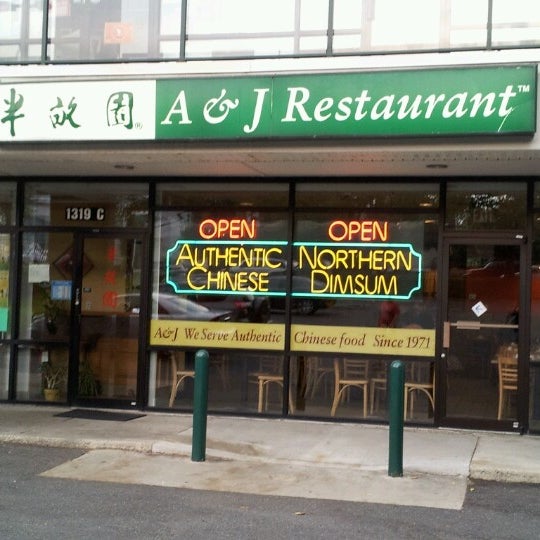 半畝園® A & J Restaurant™
1319 C
OPEN OPEN
AUTHENTIC NORTHERN
CHINESE DIMSUM
A&J We Serve Authentic Chinese food Since 1971